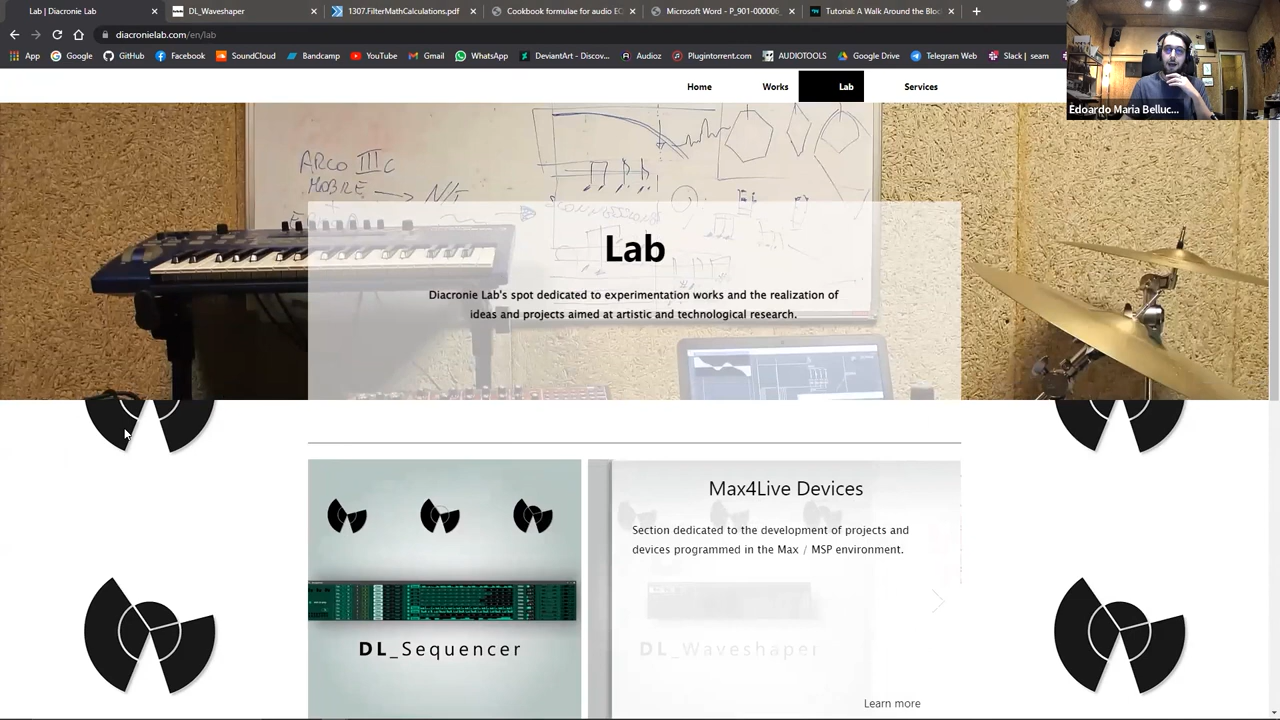 Lab | Diacronie Lab
DL_Waveshaper
1307.FilterMathCalculations.pdf
Cookbook formulae for audio EC
Microsoft Word - P_901-000006_
Tutorial: A Walk Around the Bloc
diacronielab.com/en/lab
App
Google
GitHub
Facebook
SoundCloud
Bandcamp
YouTube
Gmail
WhatsApp
DeviantArt - Discov...
Audioz
Plugintorrent.com
AUDIOTOOLS
Google Drive
Telegram Web
Slack | seam
Edoardo Maria Belluc...
Home
Works
Lab
Services
ARCO III C
MOBRE
Lab
Diacronie Lab's spot dedicated to experimentation works and the realization of
ideas and projects aimed at artistic and technological research.
Max4Live Devices
Section dedicated to the development of projects and
devices programmed in the Max / MSP environment.
DL_Sequencer
DL_Waveshaper
Learn more